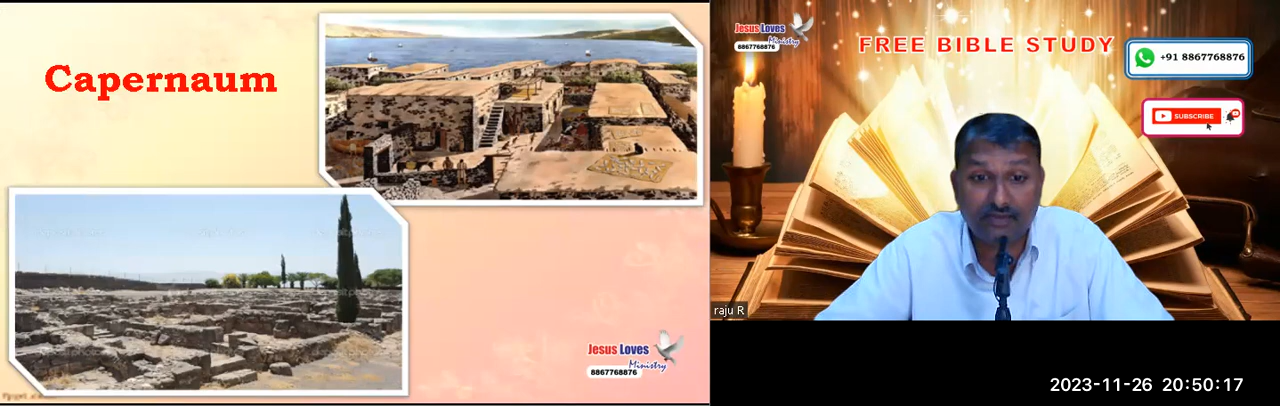 Capernaum
Jesus Loves
Ministry
8867768876
Jesus Loves
Ministry
8867768876
FREE BIBLE STUDY
+91 8867768876
SUBSCRIBE
raju R
2023-11-26 20:50:17